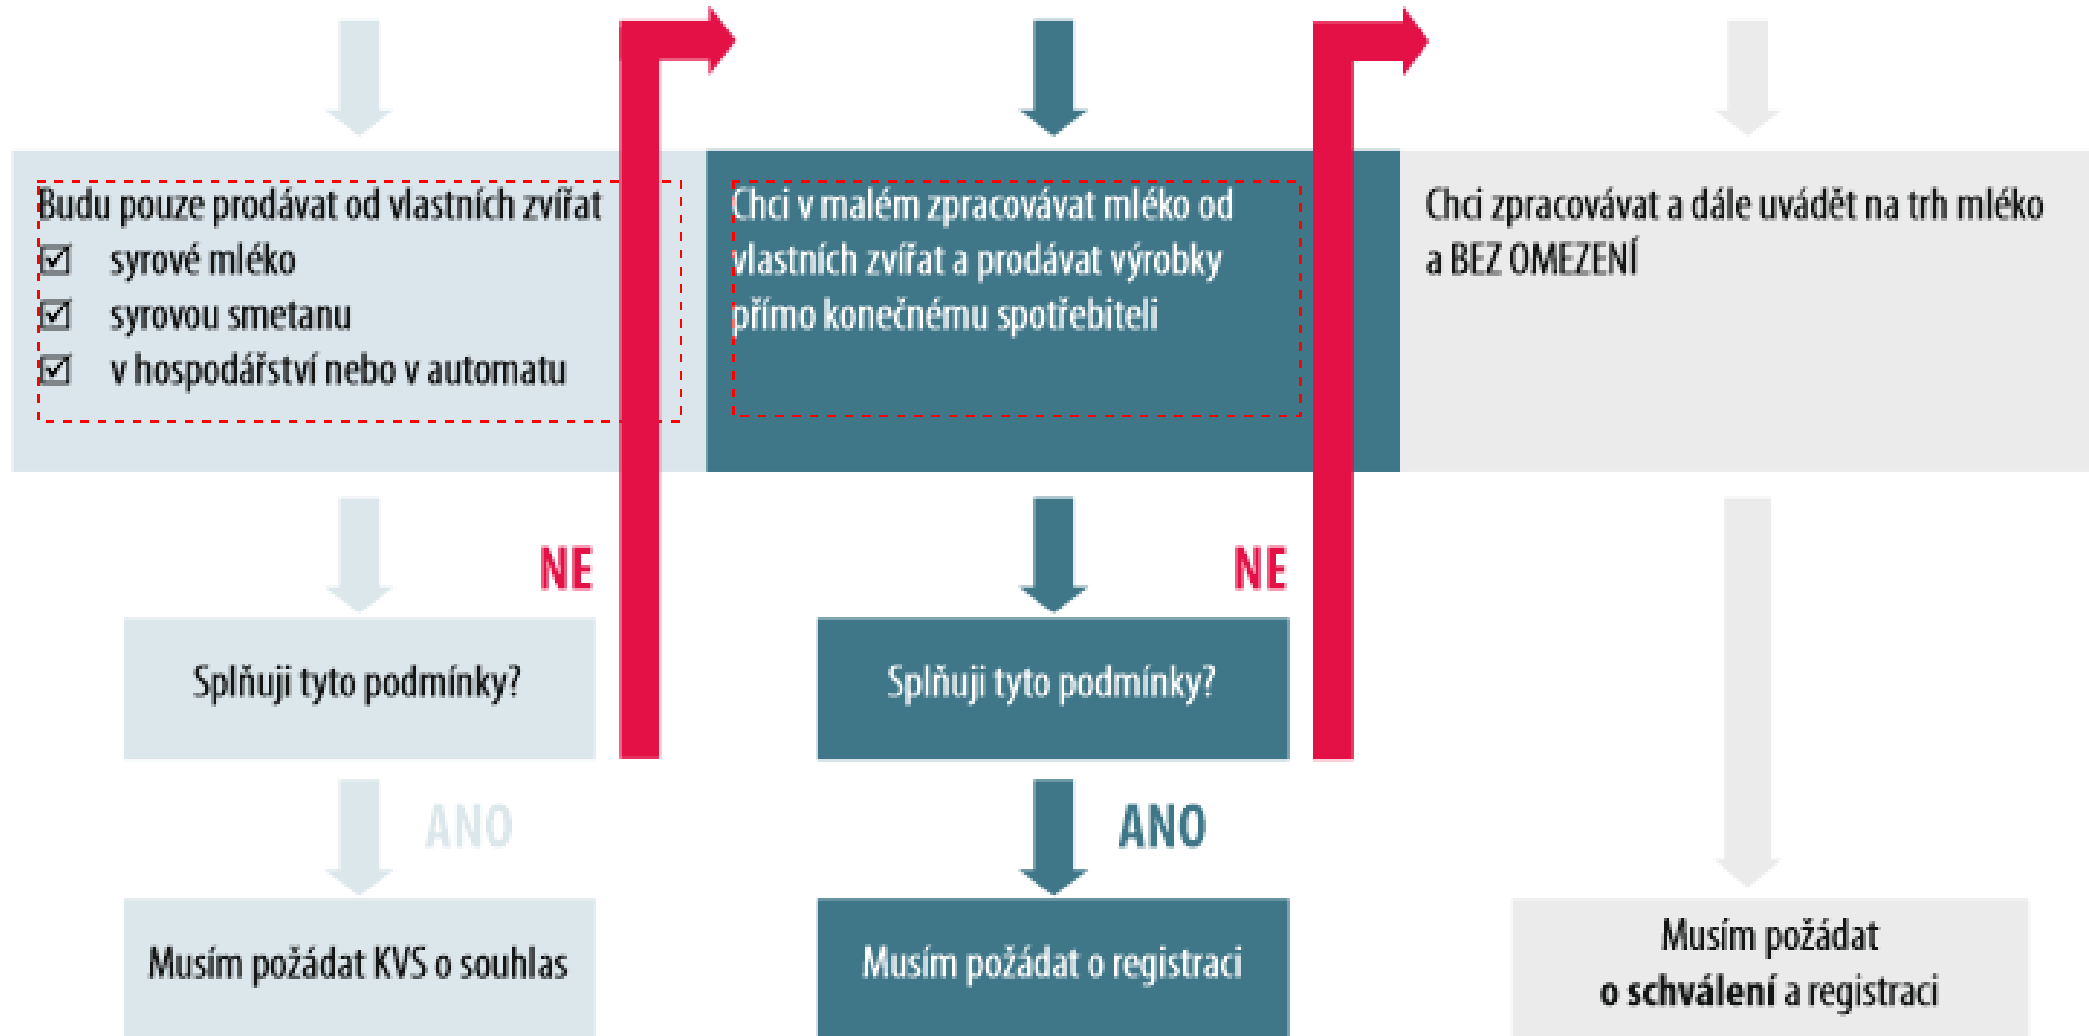 Budu pouze prodávat od vlastních zvířat
syrové mléko
syrovou smetanu
v hospodářství nebo v automatu
Chci v malém zpracovávat mléko od
vlastních zvířat a prodávat výrobky
přímo konečnému spotřebiteli
Chci zpracovávat a dále uvádět na trh mléko
a BEZ OMEZENÍ
NE
NE
Splňuji tyto podmínky?
Splňuji tyto podmínky?
ANO
ANO
Musím požádat KVS o souhlas
Musím požádat o registraci
Musím požádat
o schválení a registraci